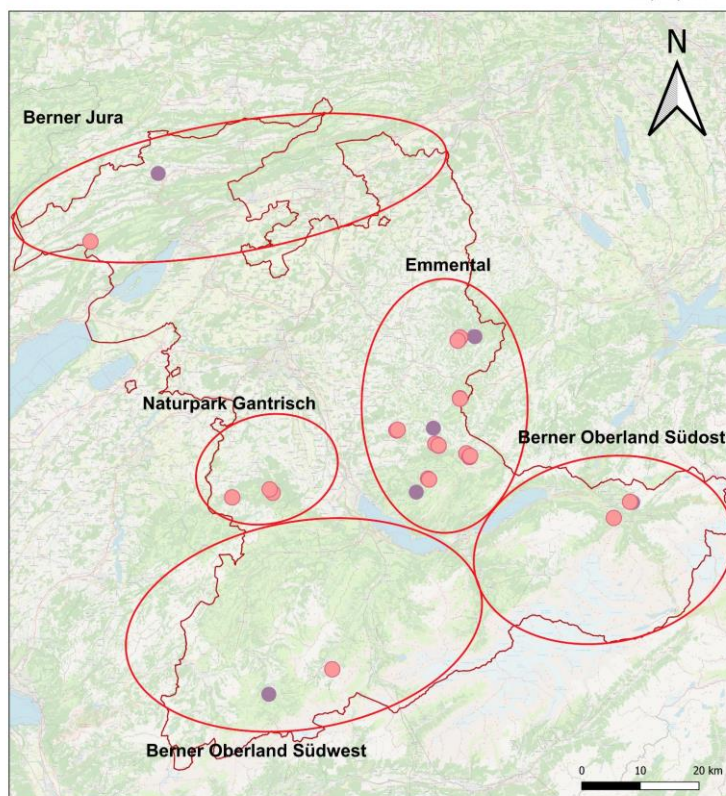 N
Berner Jura
Emmental
Naturpark Gantrisch
Berner Oberland Südost
Berner Oberland Südwest
0 10 20 km